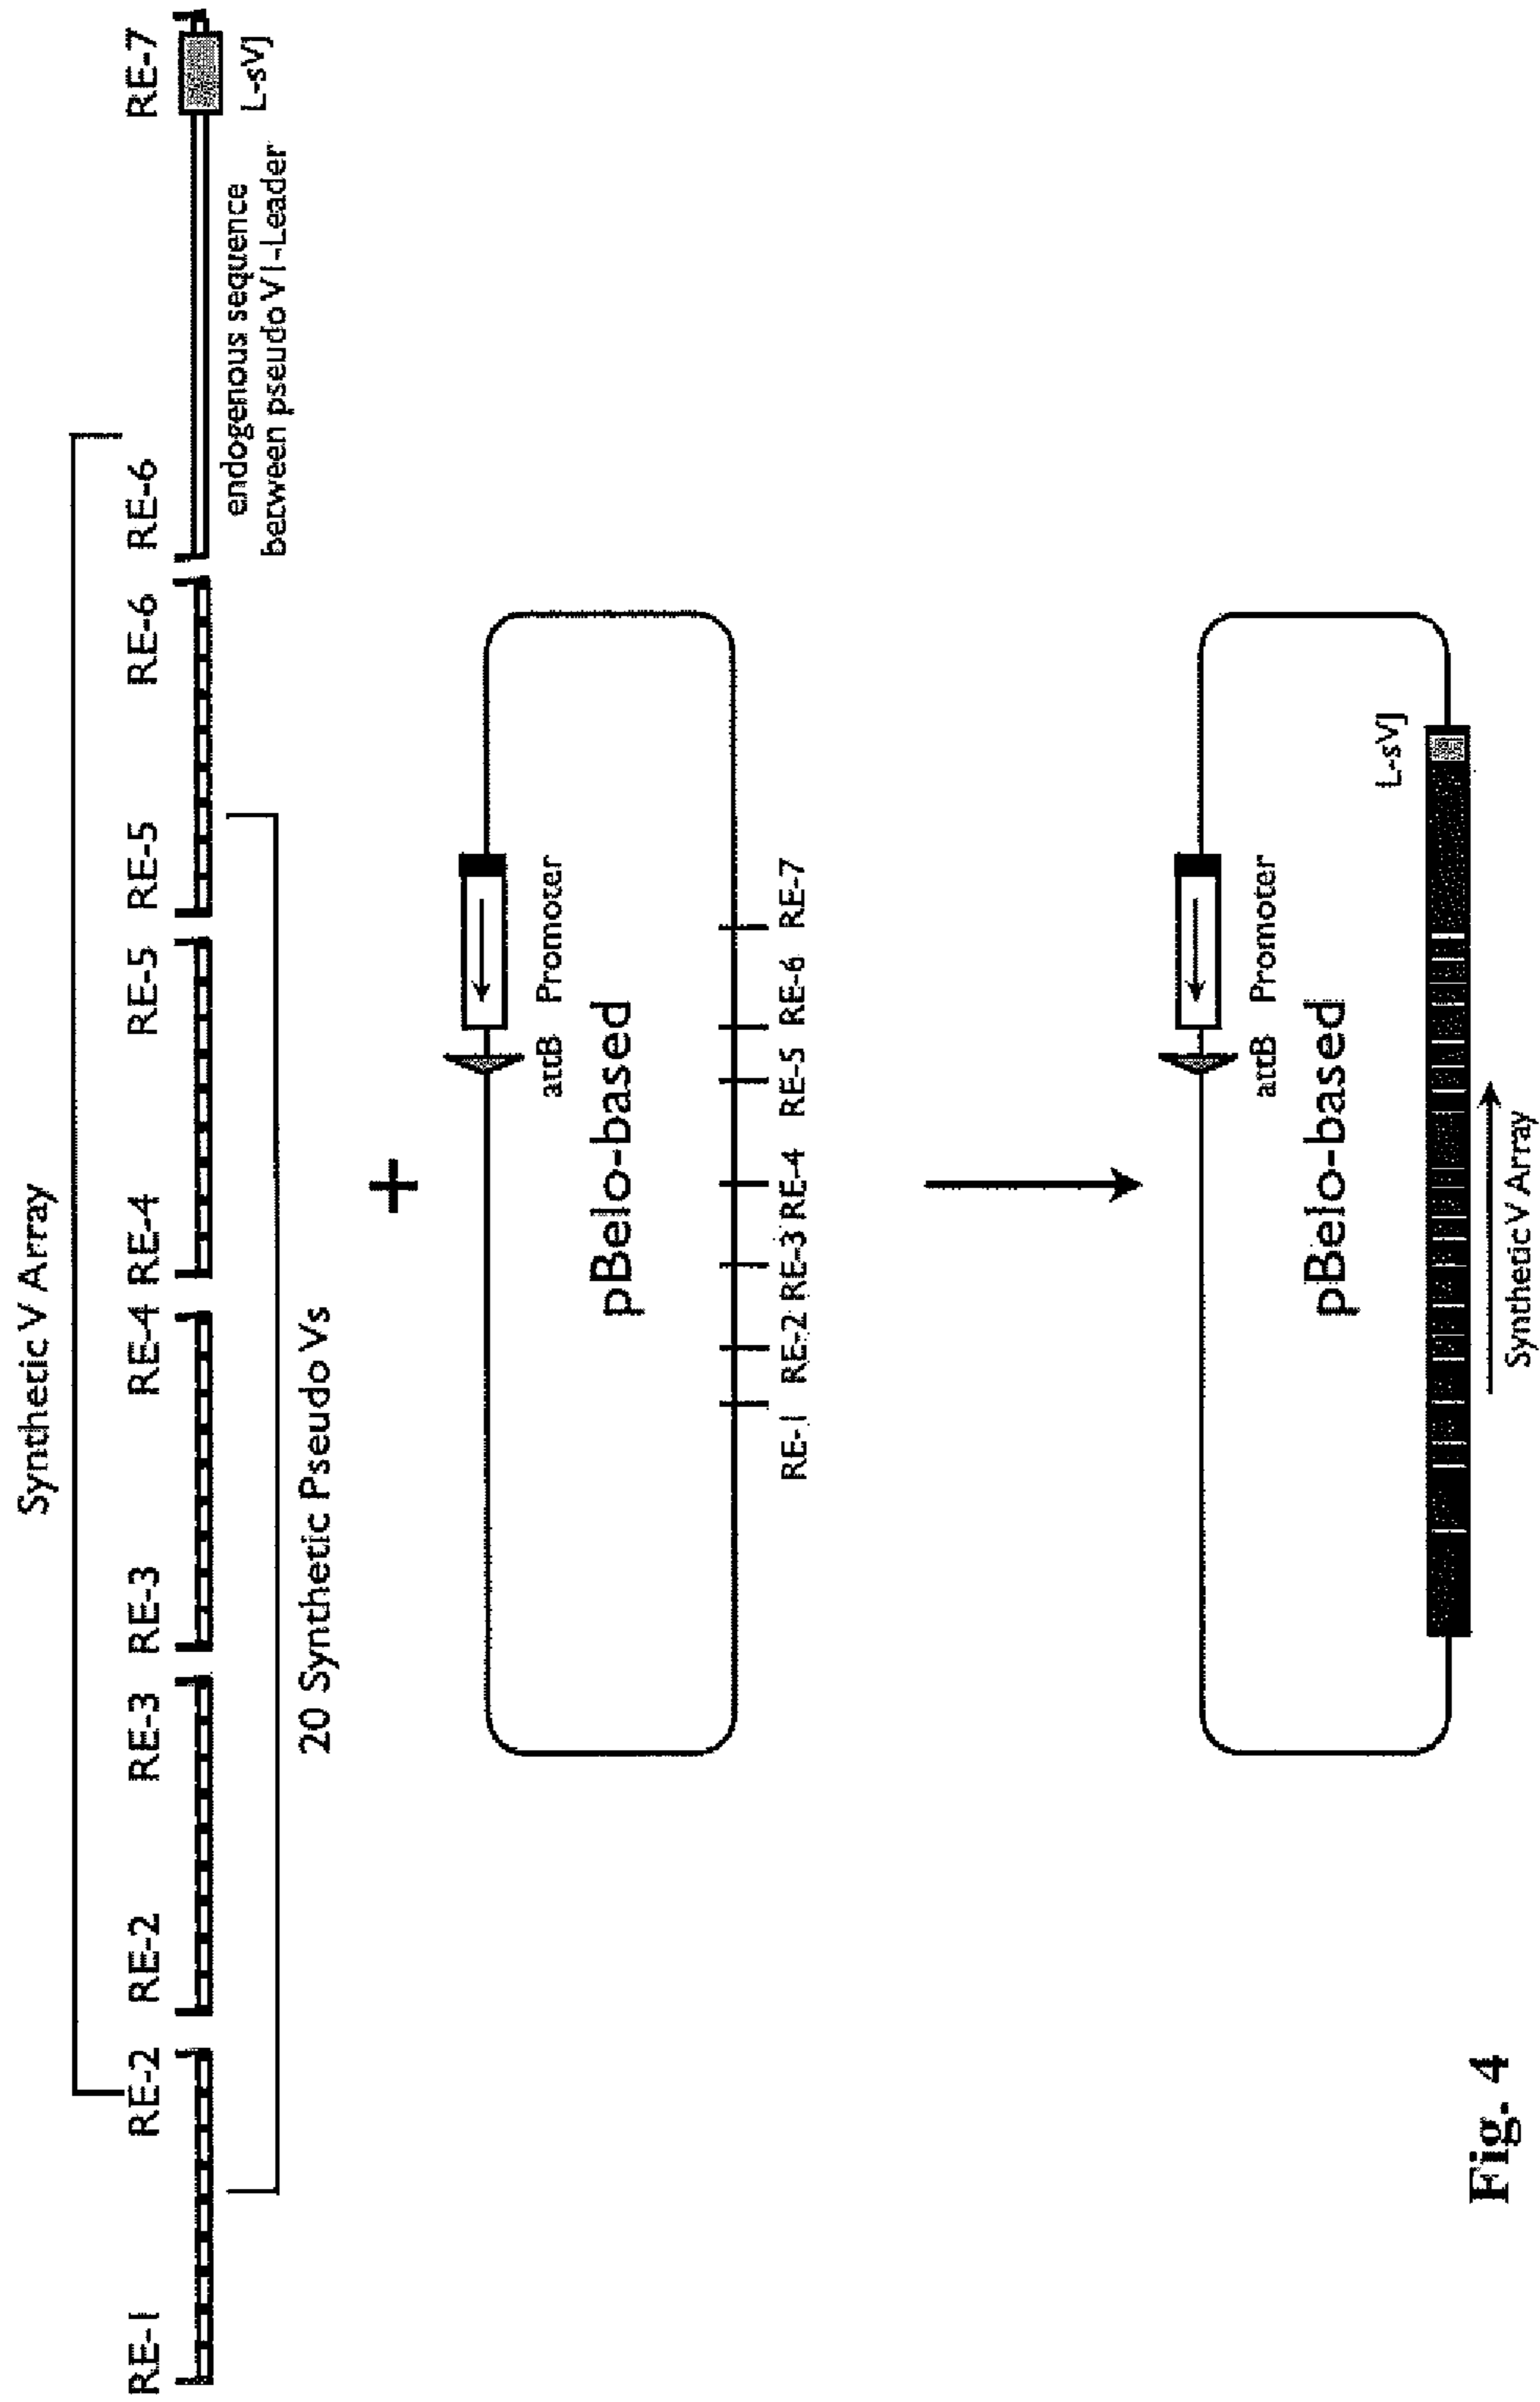 Synthetic V Array
RE-1 RE-2 RE-2 RE-3 RE-3 RE-4 RE-4 RE-5 RE-5 RE-6 RE-6 RE-7
endogenous sequence
between pseudo V1-Leader
L-sVJ
20 Synthetic Pseudo Vs
+
attB Promoter
pBelo-based
RE-1 RE-2 RE-3 RE-4 RE-5 RE-6 RE-7
attB Promoter
pBelo-based
L-sVJ
Synthetic V Array
Fig. 4